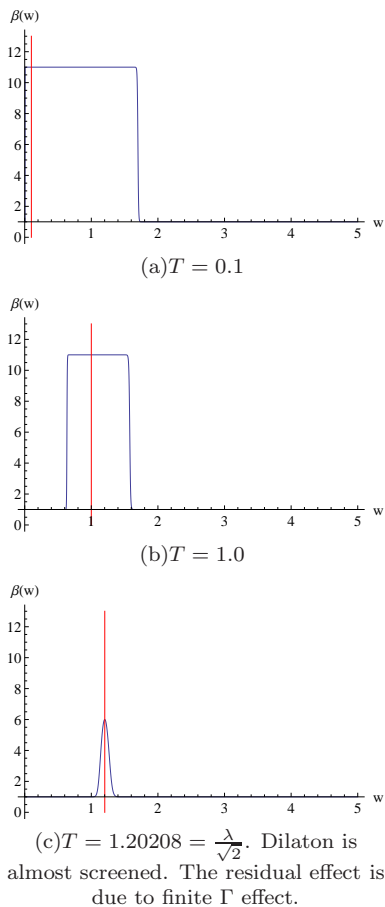 β(w)
12
10
8
6
4
2
0
1 2 3 4 5 w
(a)T = 0.1
β(w)
12
10
8
6
4
2
0
1 2 3 4 5 w
(b)T = 1.0
β(w)
12
10
8
6
4
2
0
1 2 3 4 5 w
(c)T = 1.20208 = λ/√2. Dilaton is
almost screened. The residual effect is
due to finite Γ effect.